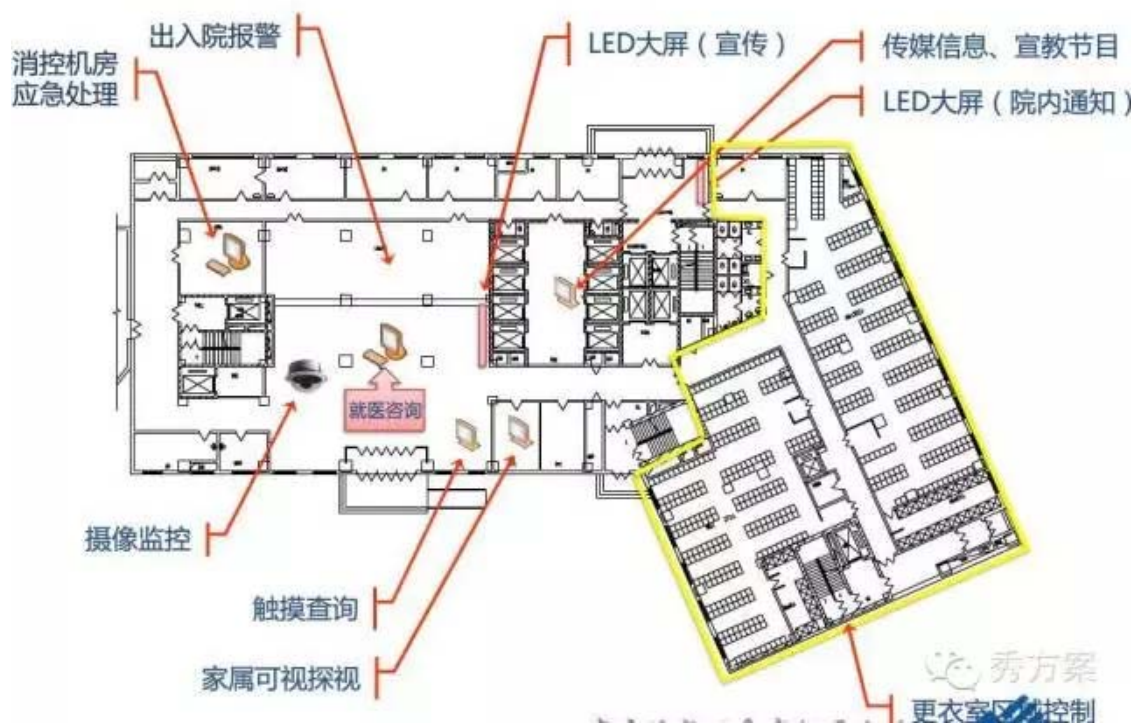 出入院报警
LED大屏（宣传）
传媒信息、宣教节目
消控机房
应急处理
LED大屏（院内通知）
就医咨询
摄像监控
触摸查询
家属可视探视
秀方案
更衣室区域控制